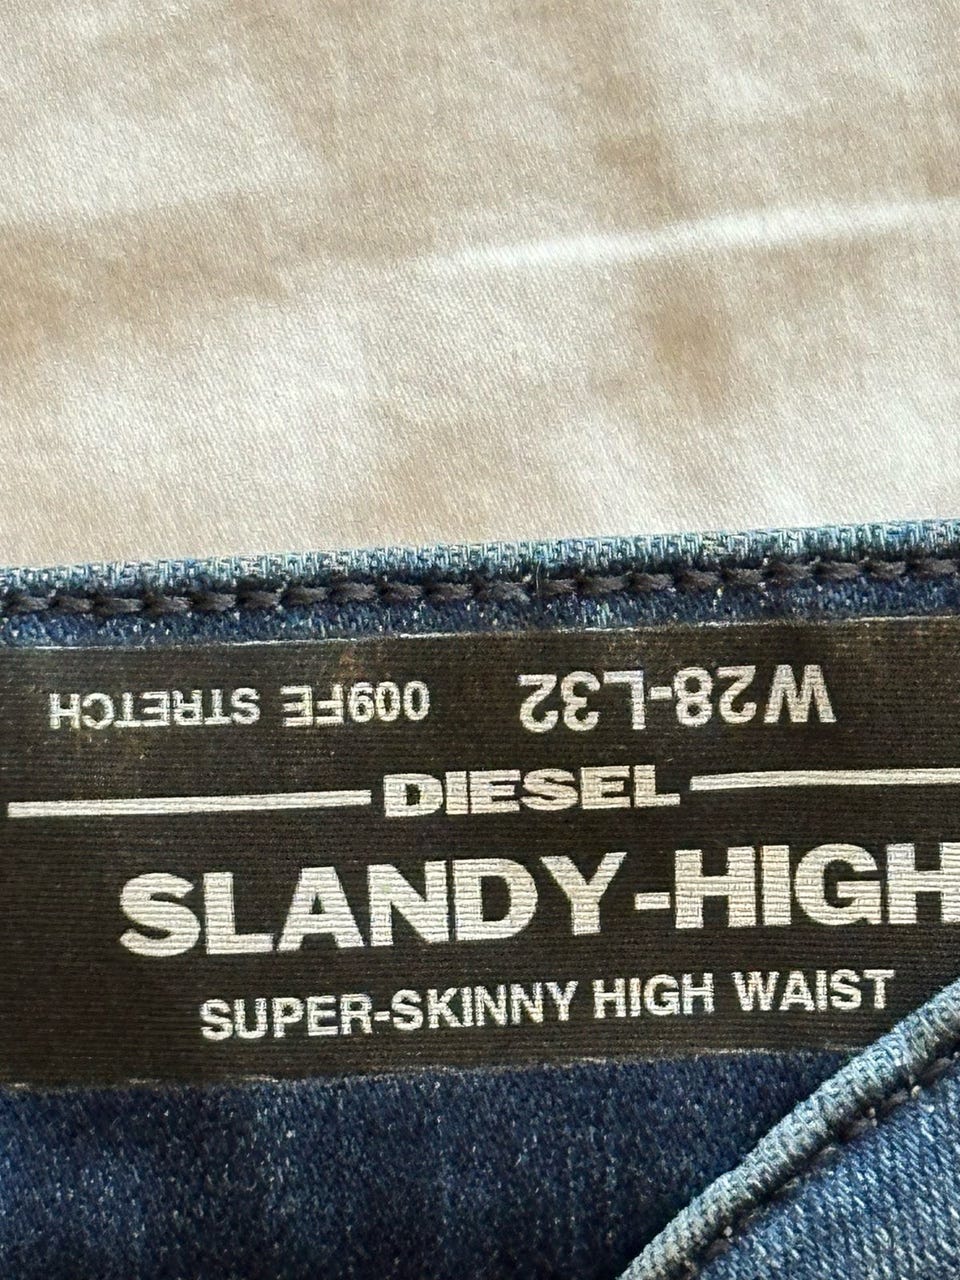 W28-L32 009FE STRETCH
DIESEL
SLANDY-HIGH
SUPER-SKINNY HIGH WAIST